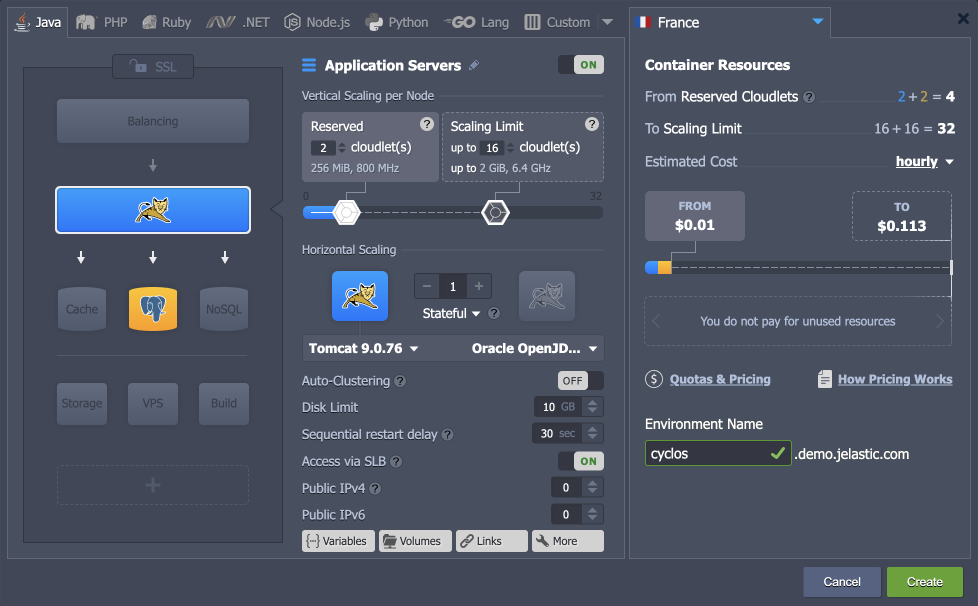 Java PHP Ruby .NET Node.js Python GO Lang Custom
SSL
Balancing
Cache
NoSQL
Storage
VPS
Build
Application Servers
ON
Vertical Scaling per Node
Reserved ?
2 cloudlet(s)
256 MiB, 800 MHz
Scaling Limit ?
up to 16 cloudlet(s)
up to 2 GiB, 6.4 GHz
0 32
Horizontal Scaling
− 1 +
Stateful ?
Tomcat 9.0.76
Oracle OpenJD...
Auto-Clustering ? OFF
Disk Limit 10 GB
Sequential restart delay ? 30 sec
Access via SLB ? ON
Public IPv4 ? 0
Public IPv6 0
Variables Volumes Links More
France
Container Resources
From Reserved Cloudlets ? 2 + 2 = 4
To Scaling Limit 16 + 16 = 32
Estimated Cost hourly
FROM
$0.01
TO
$0.113
You do not pay for unused resources
$ Quotas & Pricing
How Pricing Works
Environment Name
cyclos .demo.jelastic.com
Cancel Create